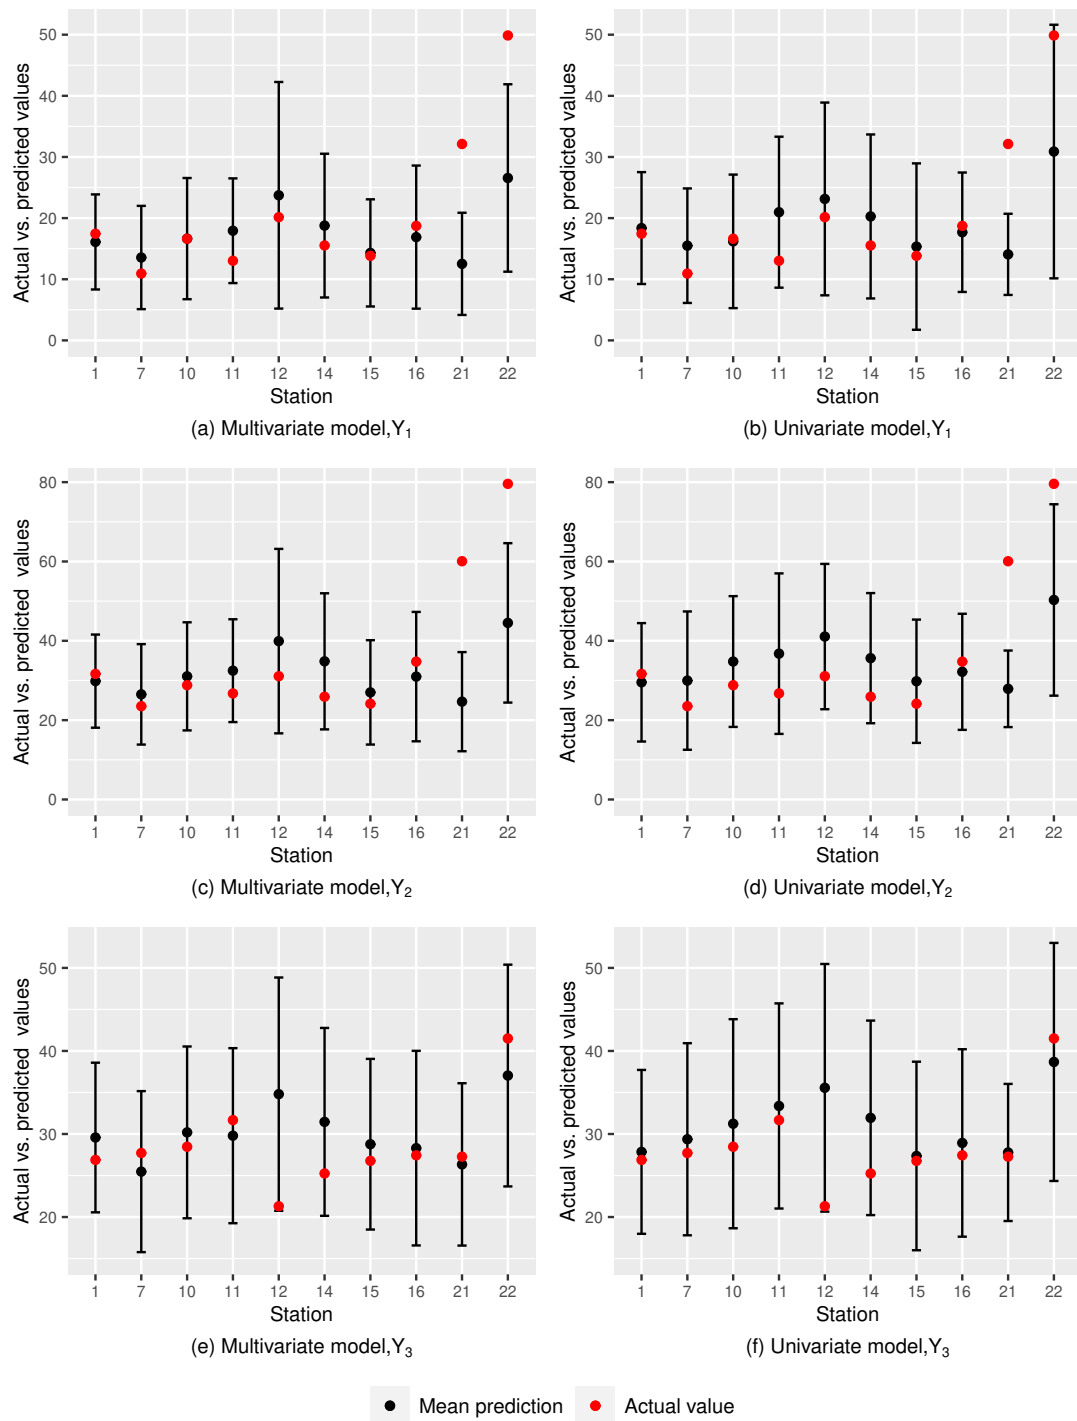 Actual vs. predicted values
50
40
30
20
10
0
1 7 10 11 12 14 15 16 21 22
Station
(a) Multivariate model,Y₁
Actual vs. predicted values
50
40
30
20
10
0
1 7 10 11 12 14 15 16 21 22
Station
(b) Univariate model,Y₁
Actual vs. predicted values
80
60
40
20
0
1 7 10 11 12 14 15 16 21 22
Station
(c) Multivariate model,Y₂
Actual vs. predicted values
80
60
40
20
0
1 7 10 11 12 14 15 16 21 22
Station
(d) Univariate model,Y₂
Actual vs. predicted values
50
40
30
20
1 7 10 11 12 14 15 16 21 22
Station
(e) Multivariate model,Y₃
Actual vs. predicted values
50
40
30
20
1 7 10 11 12 14 15 16 21 22
Station
(f) Univariate model,Y₃
Mean prediction Actual value